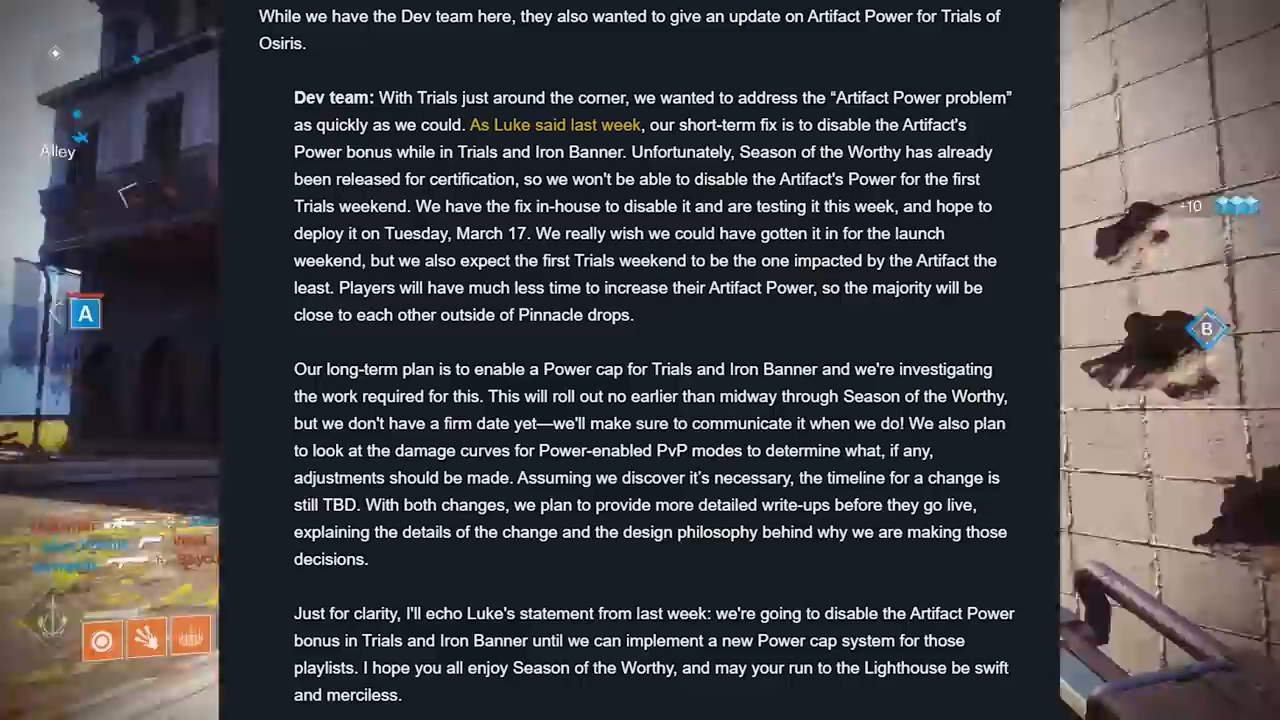 While we have the Dev team here, they also wanted to give an update on Artifact Power for Trials of
Osiris.
Dev team: With Trials just around the corner, we wanted to address the “Artifact Power problem”
as quickly as we could. As Luke said last week, our short-term fix is to disable the Artifact's
Power bonus while in Trials and Iron Banner. Unfortunately, Season of the Worthy has already
been released for certification, so we won't be able to disable the Artifact's Power for the first
Trials weekend. We have the fix in-house to disable it and are testing it this week, and hope to
deploy it on Tuesday, March 17. We really wish we could have gotten it in for the launch
weekend, but we also expect the first Trials weekend to be the one impacted by the Artifact the
least. Players will have much less time to increase their Artifact Power, so the majority will be
close to each other outside of Pinnacle drops.
Our long-term plan is to enable a Power cap for Trials and Iron Banner and we're investigating
the work required for this. This will roll out no earlier than midway through Season of the Worthy,
but we don't have a firm date yet—we'll make sure to communicate it when we do! We also plan
to look at the damage curves for Power-enabled PvP modes to determine what, if any,
adjustments should be made. Assuming we discover it’s necessary, the timeline for a change is
still TBD. With both changes, we plan to provide more detailed write-ups before they go live,
explaining the details of the change and the design philosophy behind why we are making those
decisions.
Just for clarity, I'll echo Luke's statement from last week: we're going to disable the Artifact Power
bonus in Trials and Iron Banner until we can implement a new Power cap system for those
playlists. I hope you all enjoy Season of the Worthy, and may your run to the Lighthouse be swift
and merciless.
Alley
A
+10
B